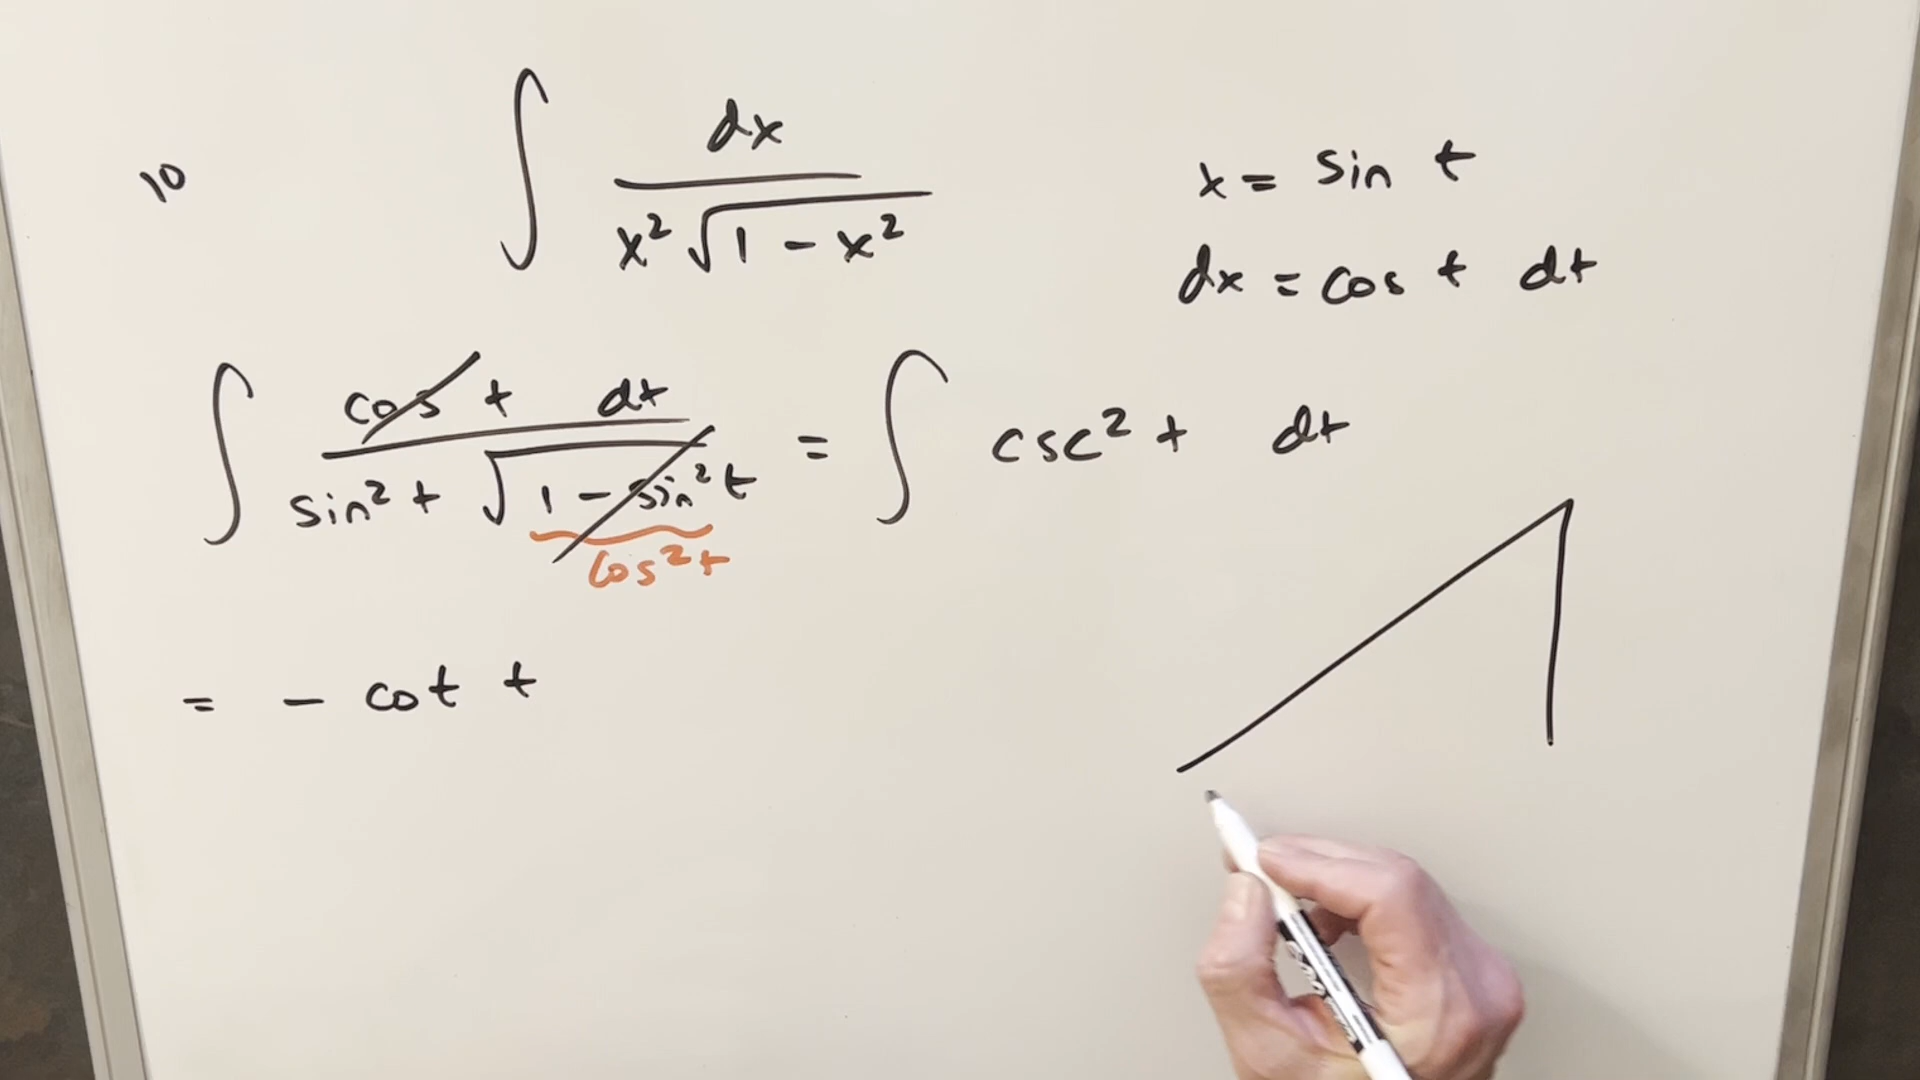 10 ∫ dx / x² √1 - x²
x = sin t
dx = cos t dt
∫ cos t dt / sin² t √1 - sin² t = ∫ csc² t dt
cos² t
= - cot t